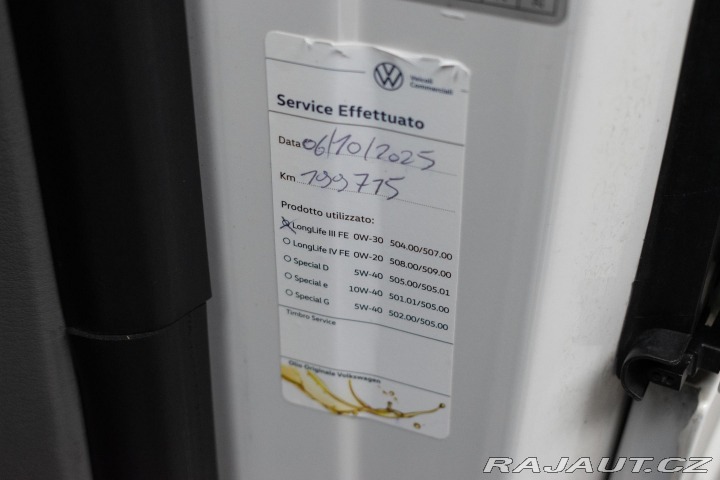 Veicoli
Commerciali
Service Effettuato
Data 06/10/2025
Km 199715
Prodotto utilizzato:
LongLife III FE 0W-30 504.00/507.00
LongLife IV FE 0W-20 508.00/509.00
Special D 5W-40 505.00/505.01
Special e 10W-40 501.01/505.00
Special G 5W-40 502.00/505.00
Timbro Service
Olio Originale Volkswagen
RAJAUT.CZ